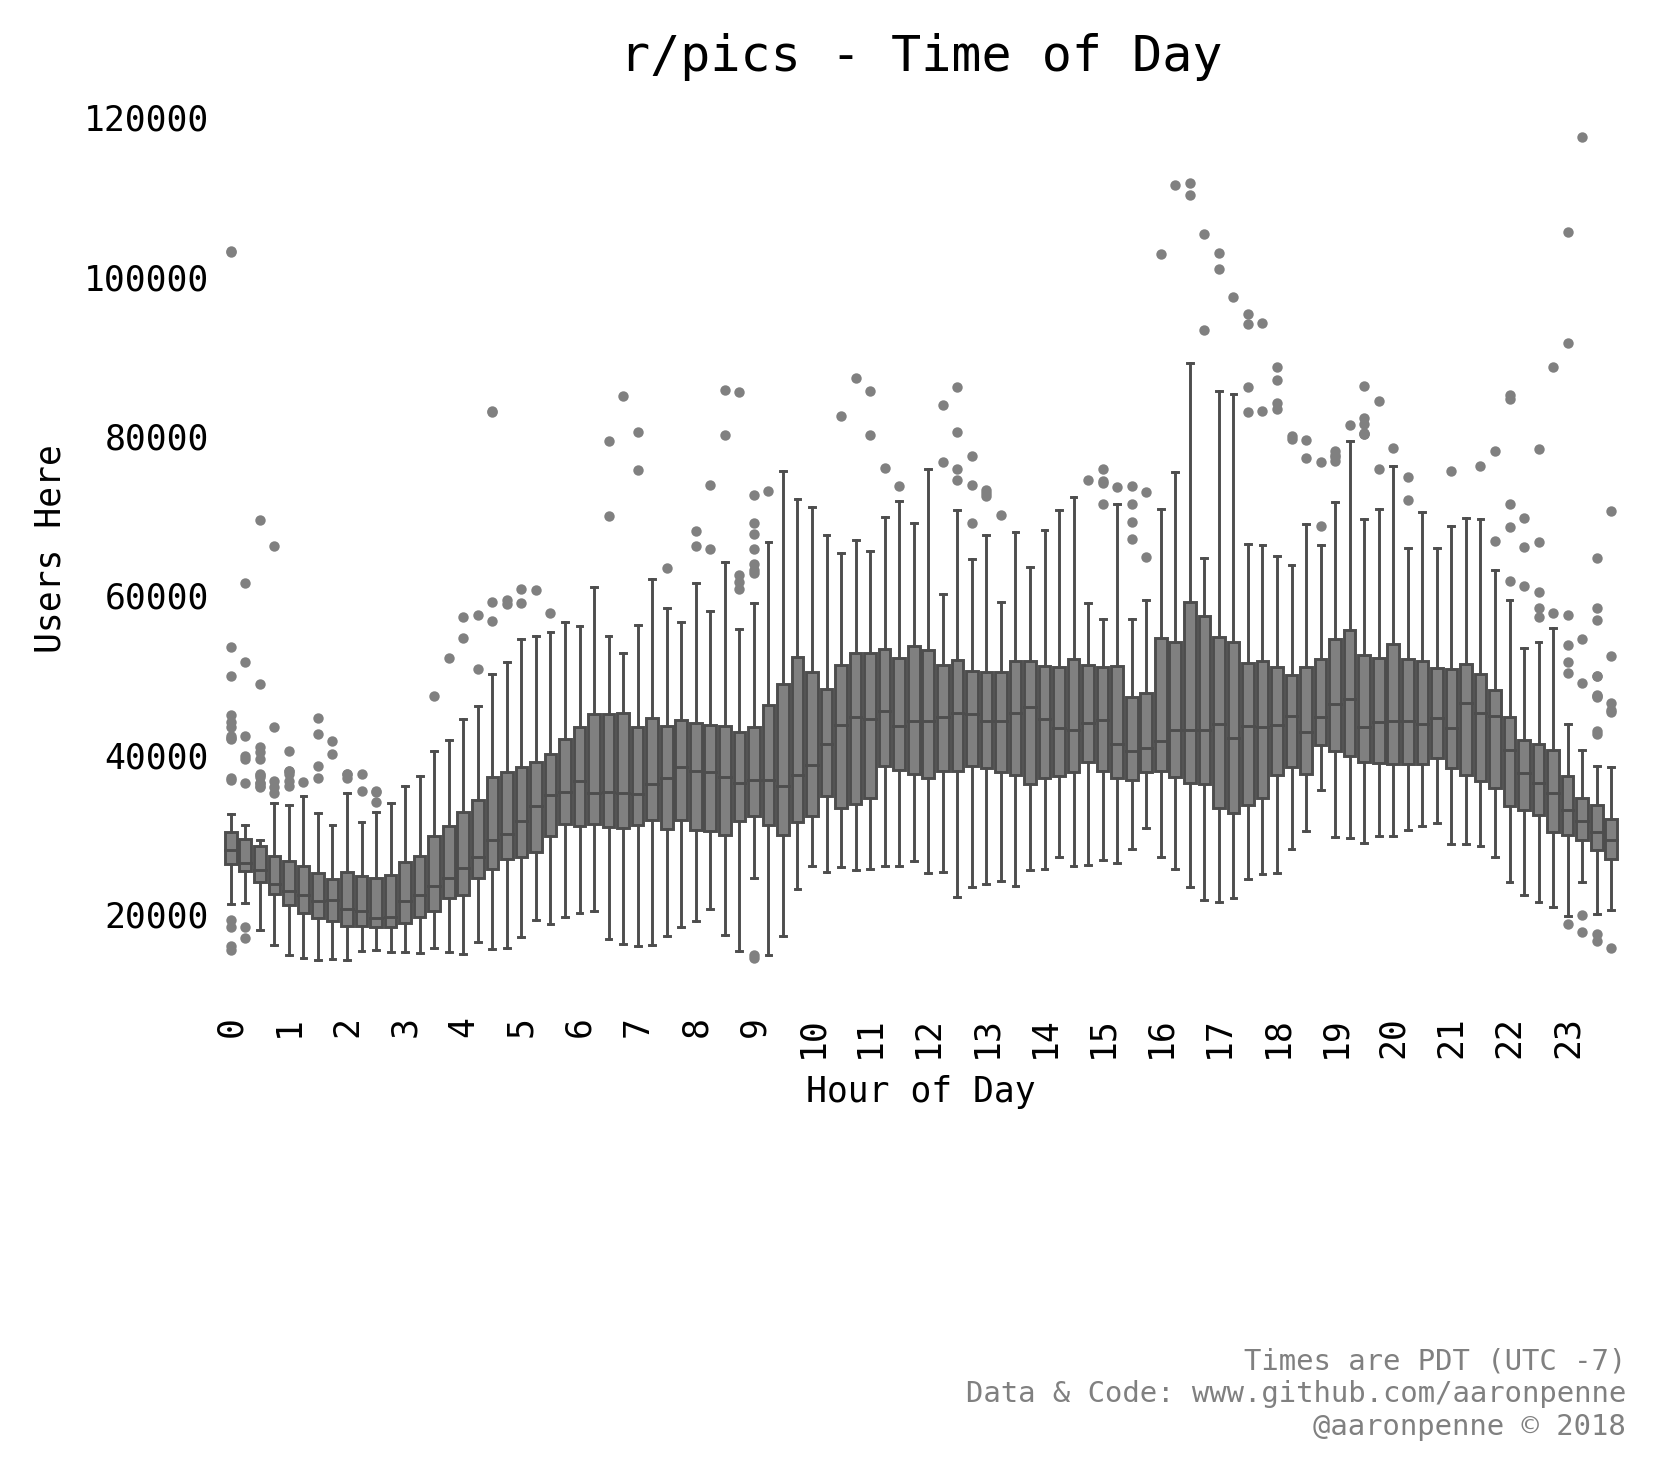 r/pics - Time of Day
120000
100000
80000
60000
40000
20000
Users Here
0 1 2 3 4 5 6 7 8 9 10 11 12 13 14 15 16 17 18 19 20 21 22 23
Hour of Day
Times are PDT (UTC -7)
Data & Code: www.github.com/aaronpenne
@aaronpenne © 2018